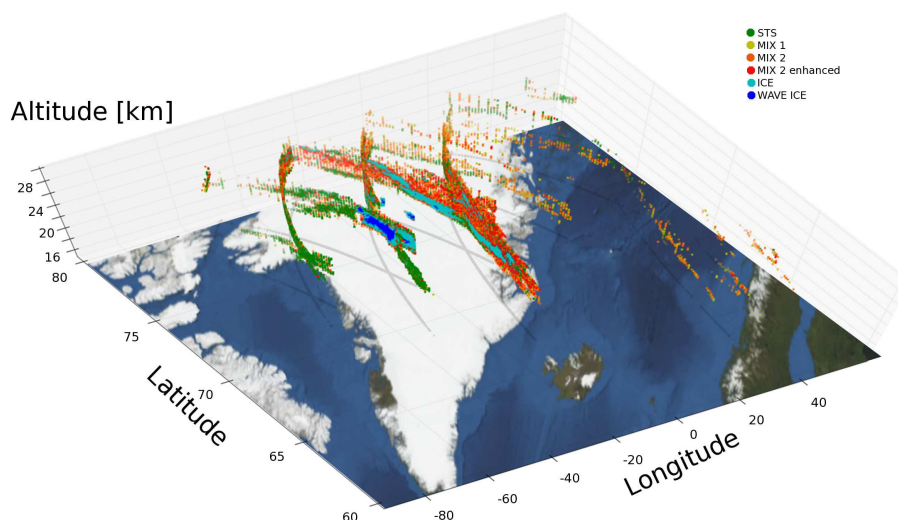 STS
MIX 1
MIX 2
MIX 2 enhanced
ICE
WAVE ICE
Altitude [km]
28
24
20
16
80
75
70
65
60
Latitude
-80
-60
-40
-20
0
20
40
Longitude